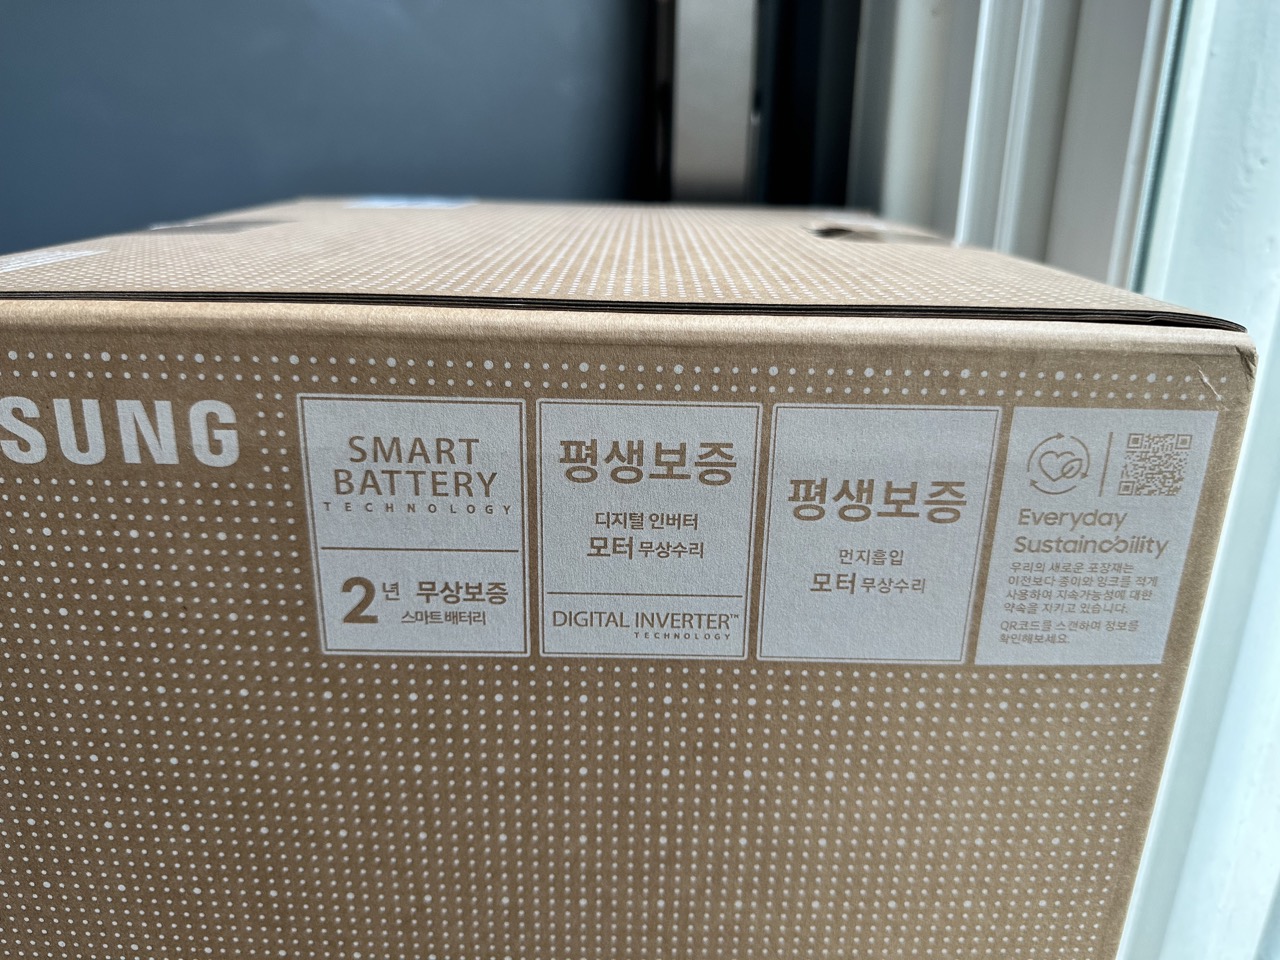 SUNG
SMART
BATTERY
TECHNOLOGY
2년 무상보증
스마트 배터리
평생보증
디지털 인버터
모터 무상수리
DIGITAL INVERTER™
TECHNOLOGY
평생보증
먼지흡입
모터 무상수리
Everyday
Sustainability
우리의 새로운 포장재는
이전보다 종이와 잉크를 적게
사용하며 지속가능성에 대한
약속을 지키고 있습니다.
QR코드를 스캔하며 정보를
확인해보세요.